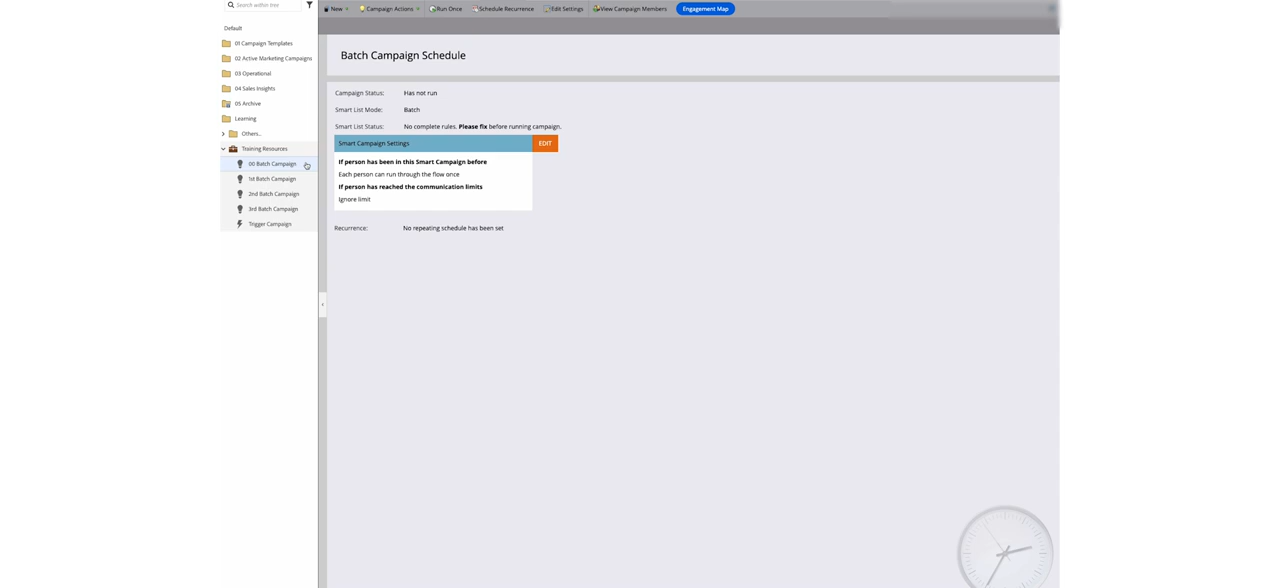 Search within tree
New
Campaign Actions
Run Once
Schedule Recurrence
Edit Settings
View Campaign Members
Engagement Map
Default
01 Campaign Templates
02 Active Marketing Campaigns
03 Operational
04 Sales Insights
05 Archive
Learning
Others..
Training Resources
00 Batch Campaign
1st Batch Campaign
2nd Batch Campaign
3rd Batch Campaign
Trigger Campaign
Batch Campaign Schedule
Campaign Status: Has not run
Smart List Mode: Batch
Smart List Status: No complete rules. Please fix before running campaign.
Smart Campaign Settings EDIT
If person has been in this Smart Campaign before
Each person can run through the flow once
If person has reached the communication limits
Ignore limit
Recurrence: No repeating schedule has been set